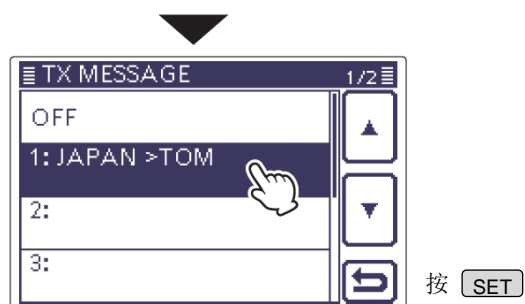 TX MESSAGE 1/2
OFF
1: JAPAN >TOM
2:
3:
按 SET